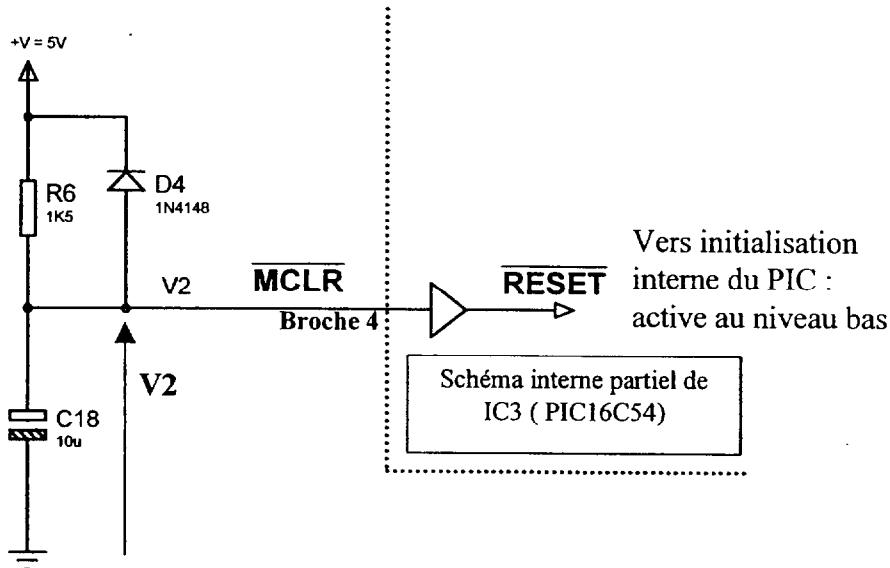 +V = 5V
R6
1K5
D4
1N4148
V2
MCLR
Broche 4
RESET
Vers initialisation
interne du PIC :
active au niveau bas
V2
C18
10u
Schéma interne partiel de
IC3 ( PIC16C54)